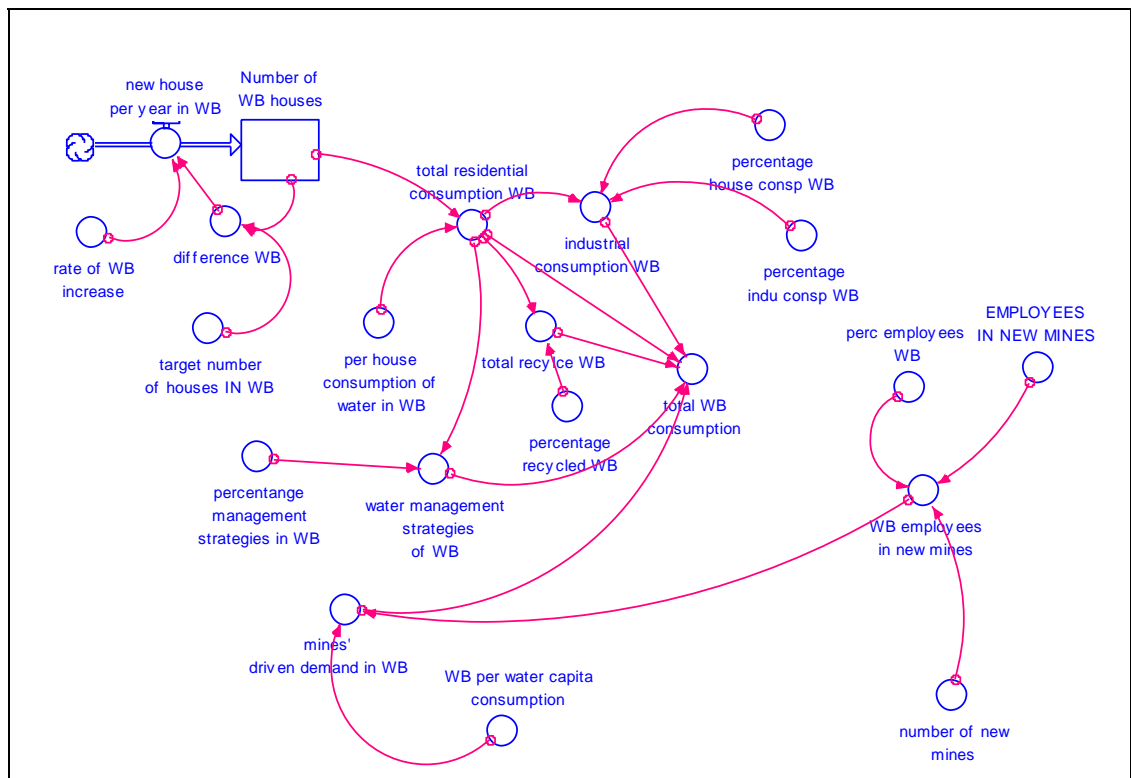 new house
per year in WB
Number of
WB houses
total residential
consumption WB
percentage
house consp WB
rate of WB
increase
difference WB
industrial
consumption WB
percentage
indu consp WB
target number
of houses IN WB
per house
consumption of
water in WB
total recylce WB
total WB
consumption
perc employees
WB
EMPLOYEES
IN NEW MINES
percentage
recycled WB
percentange
management
strategies in WB
water management
strategies
of WB
WB employees
in new mines
mines'
driven demand in WB
WB per water capita
consumption
number of new
mines